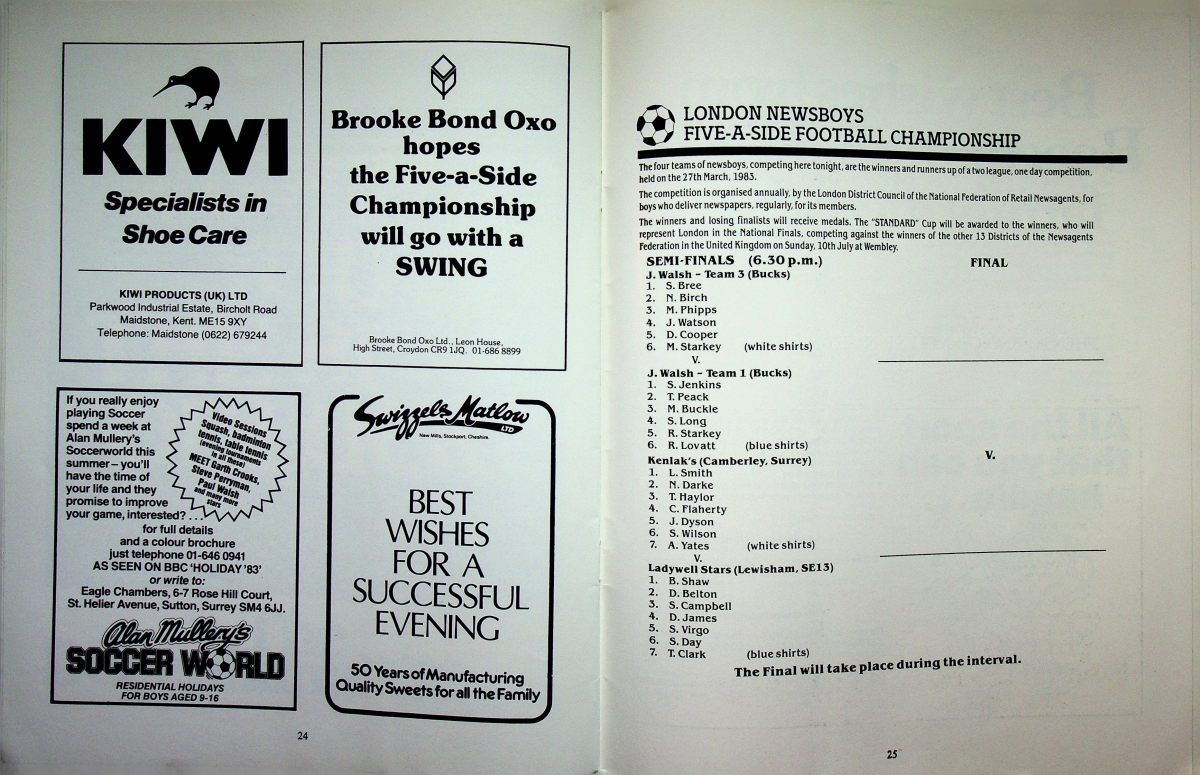 KIWI
Specialists in
Shoe Care
KIWI PRODUCTS (UK) LTD
Parkwood Industrial Estate, Bircholt Road
Maidstone, Kent. ME15 9XY
Telephone: Maidstone (0622) 679244
Brooke Bond Oxo
hopes
the Five-a-Side
Championship
will go with a
SWING
Brooke Bond Oxo Ltd., Leon House,
High Street, Croydon CR9 1JQ. 01-686 8899
If you really enjoy
playing Soccer
spend a week at
Alan Mullery's
Soccerworld this
summer – you'll
have the time of
your life and they
promise to improve
your game, interested? . . .
Video Sessions
Squash, badminton
tennis, table tennis
(evening tournaments
in all these)
MEET Garth Crooks,
Steve Perryman,
Paul Walsh
and many more
stars
for full details
and a colour brochure
just telephone 01-646 0941
AS SEEN ON BBC 'HOLIDAY '83'
or write to:
Eagle Chambers, 6-7 Rose Hill Court,
St. Helier Avenue, Sutton, Surrey SM4 6JJ.
Alan Mullery's
SOCCER WORLD
RESIDENTIAL HOLIDAYS
FOR BOYS AGED 9-16
Swizzels Matlow
LTD
New Mills, Stockport, Cheshire.
BEST
WISHES
FOR A
SUCCESSFUL
EVENING
50 Years of Manufacturing
Quality Sweets for all the Family
24
LONDON NEWSBOYS
FIVE-A-SIDE FOOTBALL CHAMPIONSHIP
The four teams of newsboys, competing here tonight, are the winners and runners up of a two league, one day competition,
held on the 27th March, 1983.
The competition is organised annually, by the London District Council of the National Federation of Retail Newsagents, for
boys who deliver newspapers, regularly, for its members.
The winners and losing finalists will receive medals. The "STANDARD" Cup will be awarded to the winners, who will
represent London in the National Finals, competing against the winners of the other 13 Districts of the Newsagents
Federation in the United Kingdom on Sunday, 10th July at Wembley.
SEMI-FINALS (6.30 p.m.)
J. Walsh – Team 3 (Bucks)
1. S. Bree
2. N. Birch
3. M. Phipps
4. J. Watson
5. D. Cooper
6. M. Starkey (white shirts)
V.
J. Walsh – Team 1 (Bucks)
1. S. Jenkins
2. T. Peack
3. M. Buckle
4. S. Long
5. R. Starkey
6. R. Lovatt (blue shirts)
Kenlak's (Camberley, Surrey)
1. L. Smith
2. N. Darke
3. T. Haylor
4. C. Flaherty
5. J. Dyson
6. S. Wilson
7. A. Yates (white shirts)
V.
Ladywell Stars (Lewisham, SE13)
1. B. Shaw
2. D. Belton
3. S. Campbell
4. D. James
5. S. Virgo
6. S. Day
7. T. Clark (blue shirts)
FINAL
V.
The Final will take place during the interval.
25